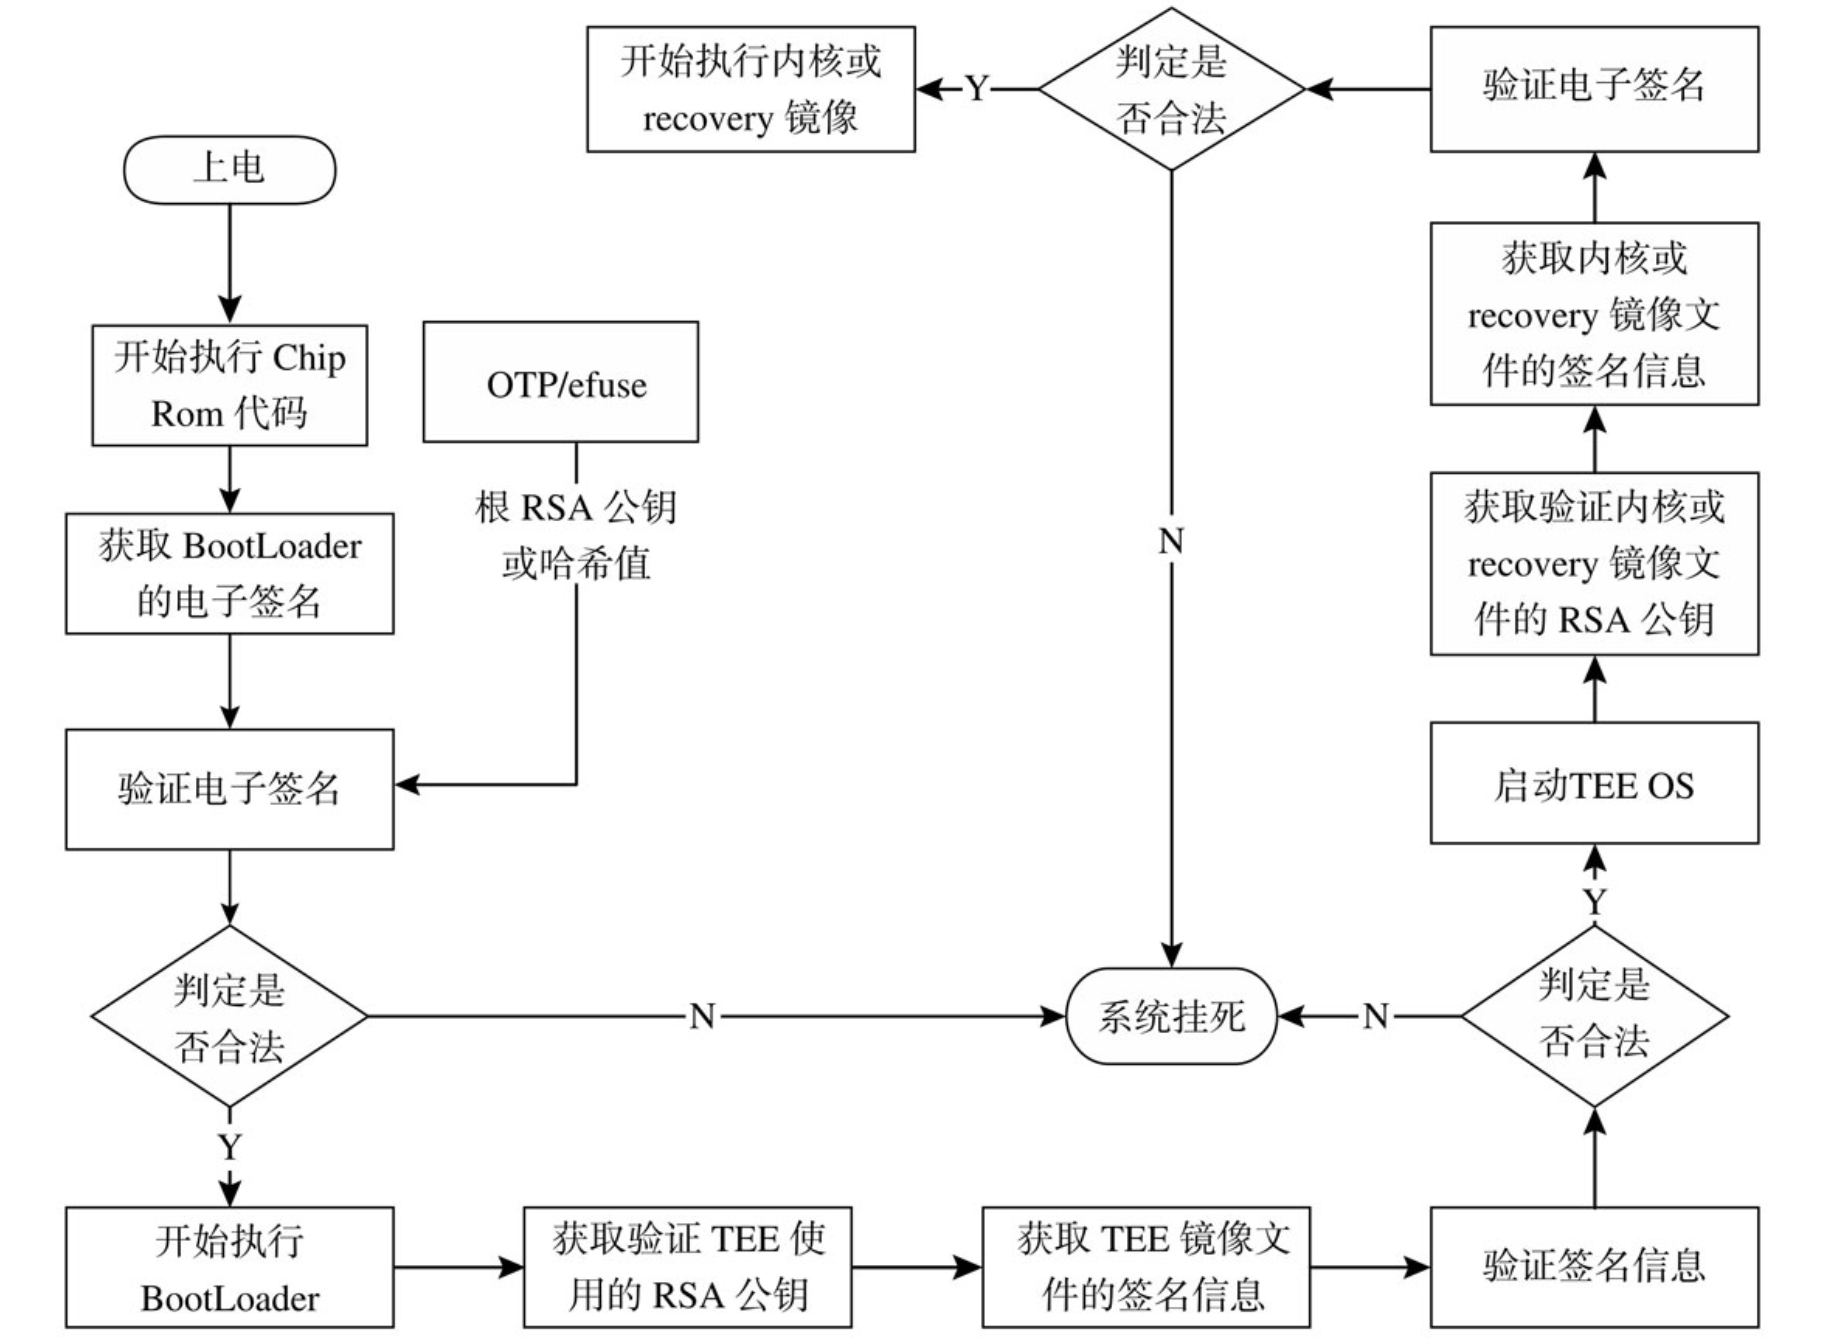 上电
开始执行 Chip
Rom 代码
获取 BootLoader
的电子签名
OTP/efuse
根 RSA 公钥
或哈希值
验证电子签名
判定是
否合法
N
Y
开始执行
BootLoader
获取验证 TEE 使
用的 RSA 公钥
获取 TEE 镜像文
件的签名信息
验证签名信息
判定是
否合法
N
系统挂死
Y
启动TEE OS
获取验证内核或
recovery 镜像文
件的 RSA 公钥
获取内核或
recovery 镜像文
件的签名信息
验证电子签名
判定是
否合法
N
Y
开始执行内核或
recovery 镜像